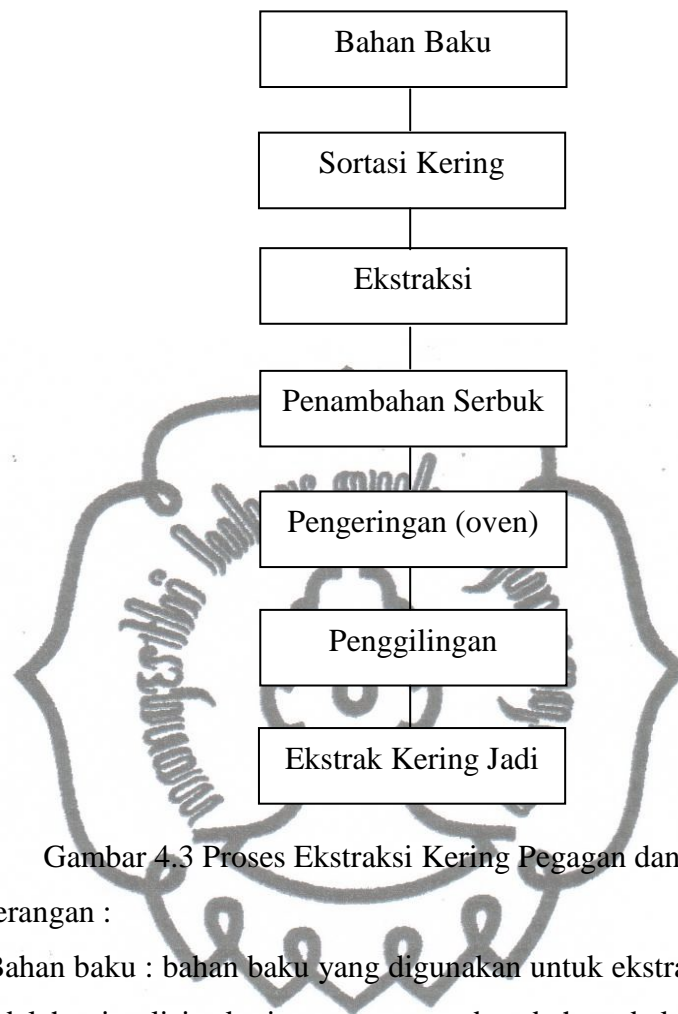 Bahan Baku
Sortasi Kering
Ekstraksi
Penambahan Serbuk
Pengeringan (oven)
Penggilingan
Ekstrak Kering Jadi
Gambar 4.3 Proses Ekstraksi Kering Pegagan dan
erangan :
Bahan baku : bahan baku yang digunakan untuk ekstra